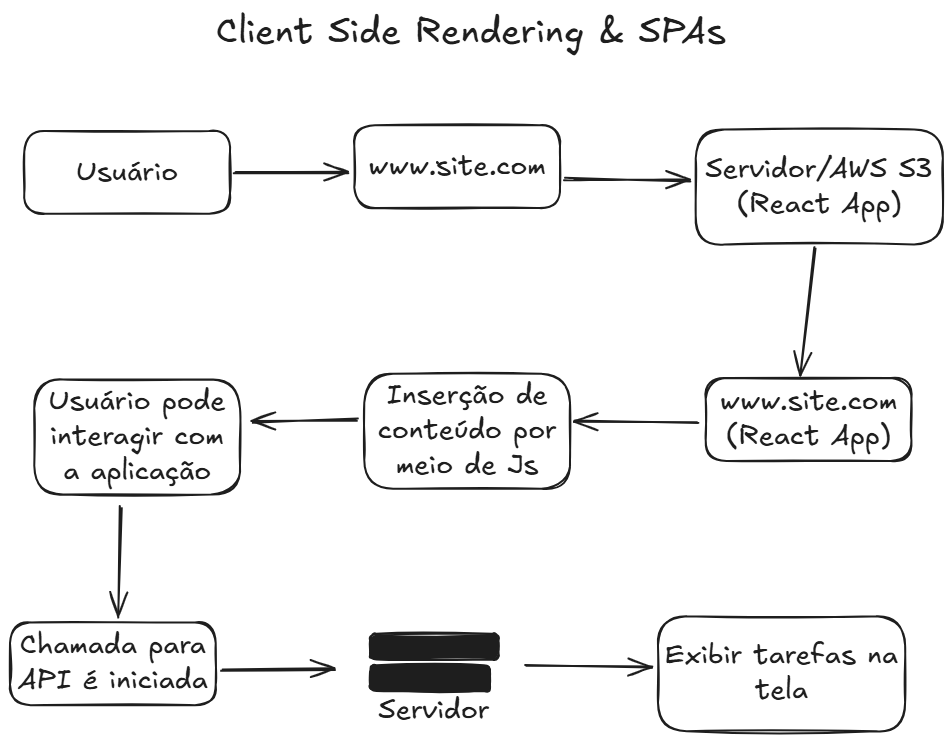 Client Side Rendering & SPAs
Usuário
www.site.com
Servidor/AWS S3
(React App)
www.site.com
(React App)
Inserção de
conteúdo por
meio de Js
Usuário pode
interagir com
a aplicação
Chamada para
API é iniciada
Servidor
Exibir tarefas na
tela